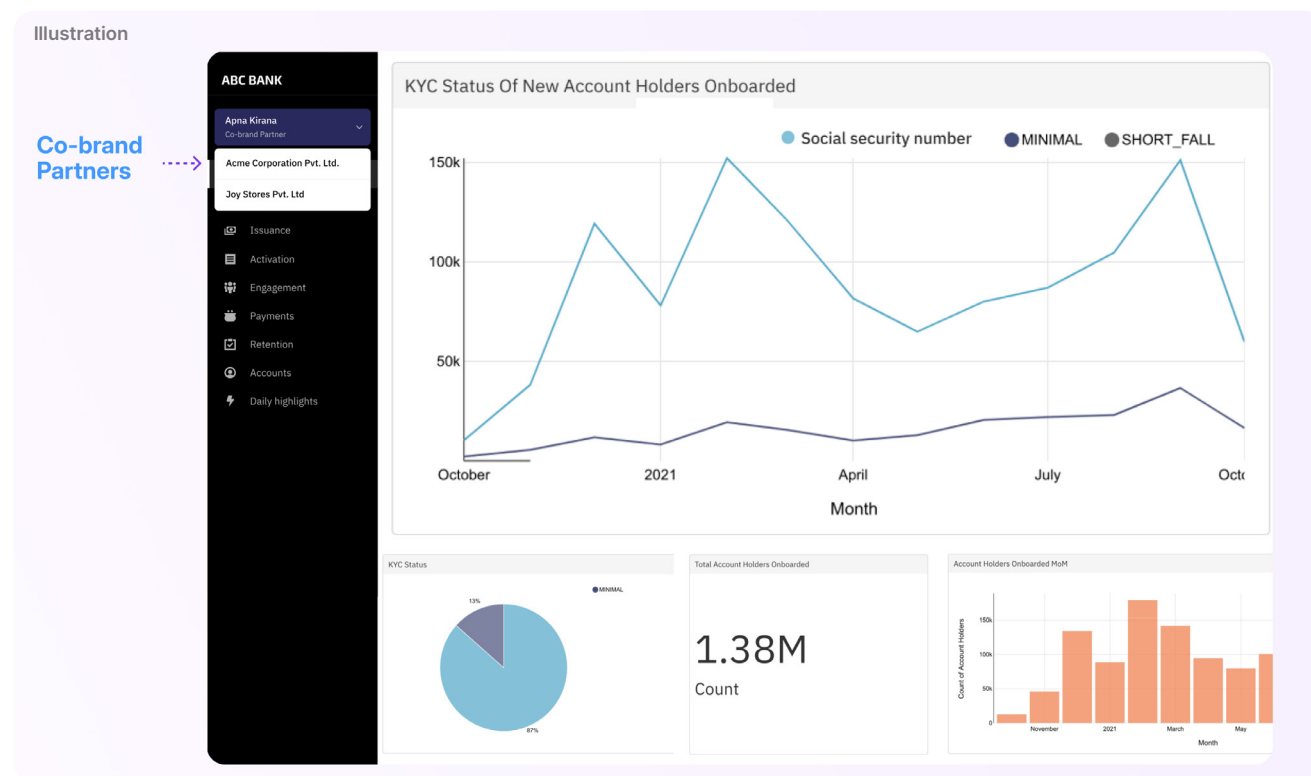 Illustration
ABC BANK
Apna Kirana
Co-brand Partner
Co-brand
Partners
Acme Corporation Pvt. Ltd.
Joy Stores Pvt. Ltd
Issuance
Activation
Engagement
Payments
Retention
Accounts
Daily highlights
KYC Status Of New Account Holders Onboarded
Social security number MINIMAL SHORT_FALL
150k
100k
50k
October 2021 April July Octo
Month
KYC Status
MINIMAL
13%
87%
Total Account Holders Onboarded
1.38M
Count
Account Holders Onboarded MoM
Count of Account Holders
150k
100k
50k
0
November 2021 March May
Month